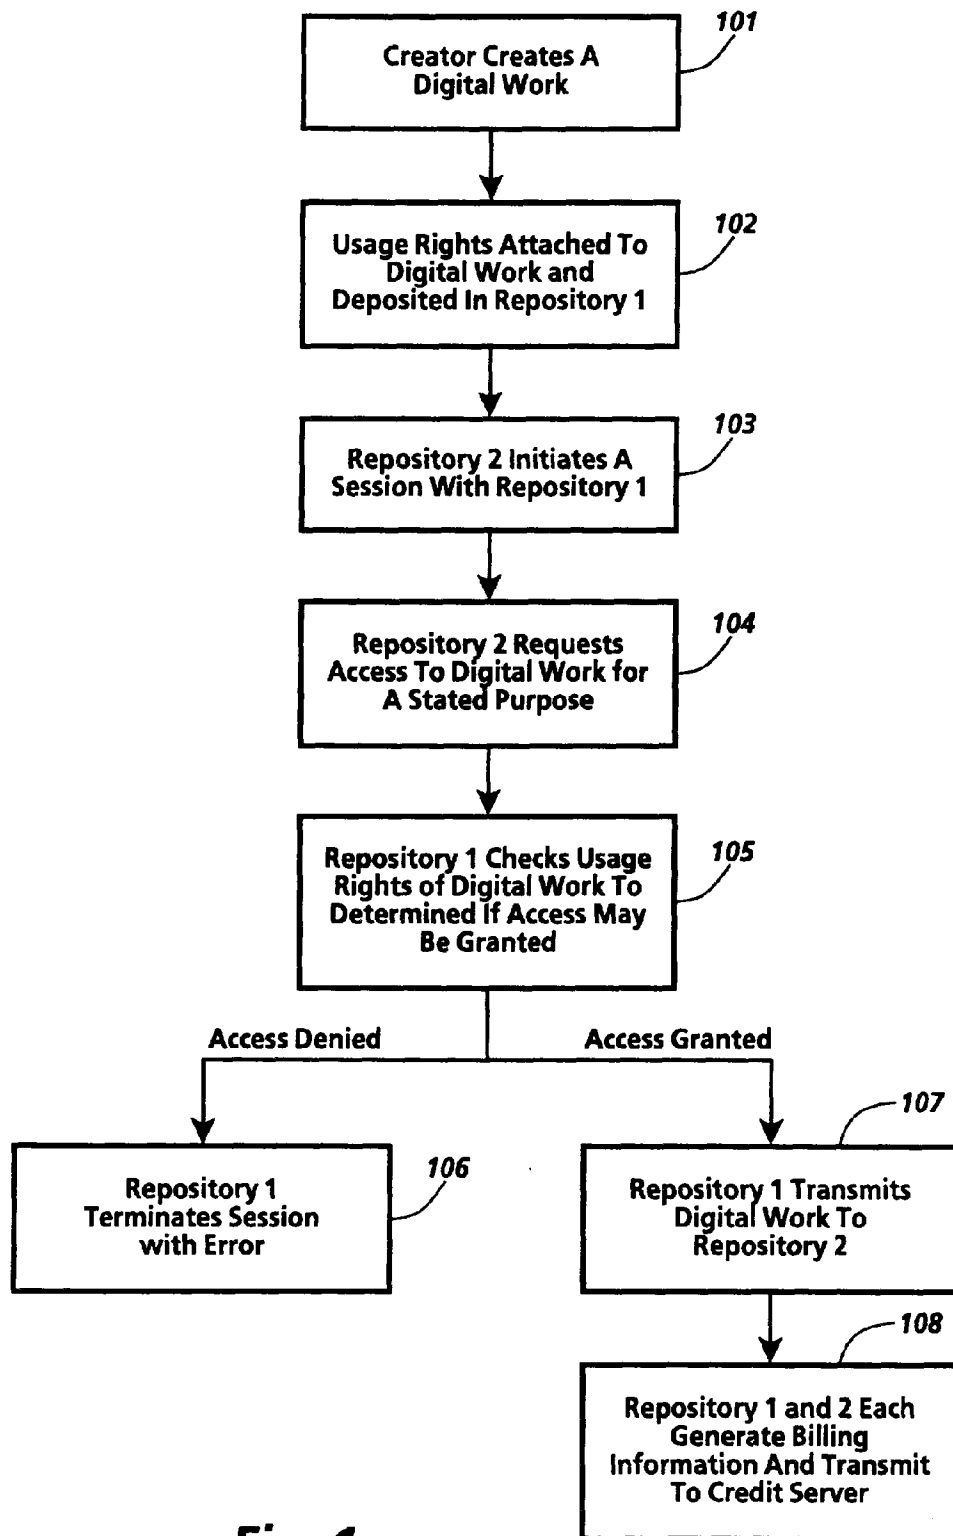 101
Creator Creates A
Digital Work
102
Usage Rights Attached To
Digital Work and
Deposited In Repository 1
103
Repository 2 Initiates A
Session With Repository 1
104
Repository 2 Requests
Access To Digital Work for
A Stated Purpose
105
Repository 1 Checks Usage
Rights of Digital Work To
Determined If Access May
Be Granted
Access Denied
Access Granted
106
Repository 1
Terminates Session
with Error
107
Repository 1 Transmits
Digital Work To
Repository 2
108
Repository 1 and 2 Each
Generate Billing
Information And Transmit
To Credit Server